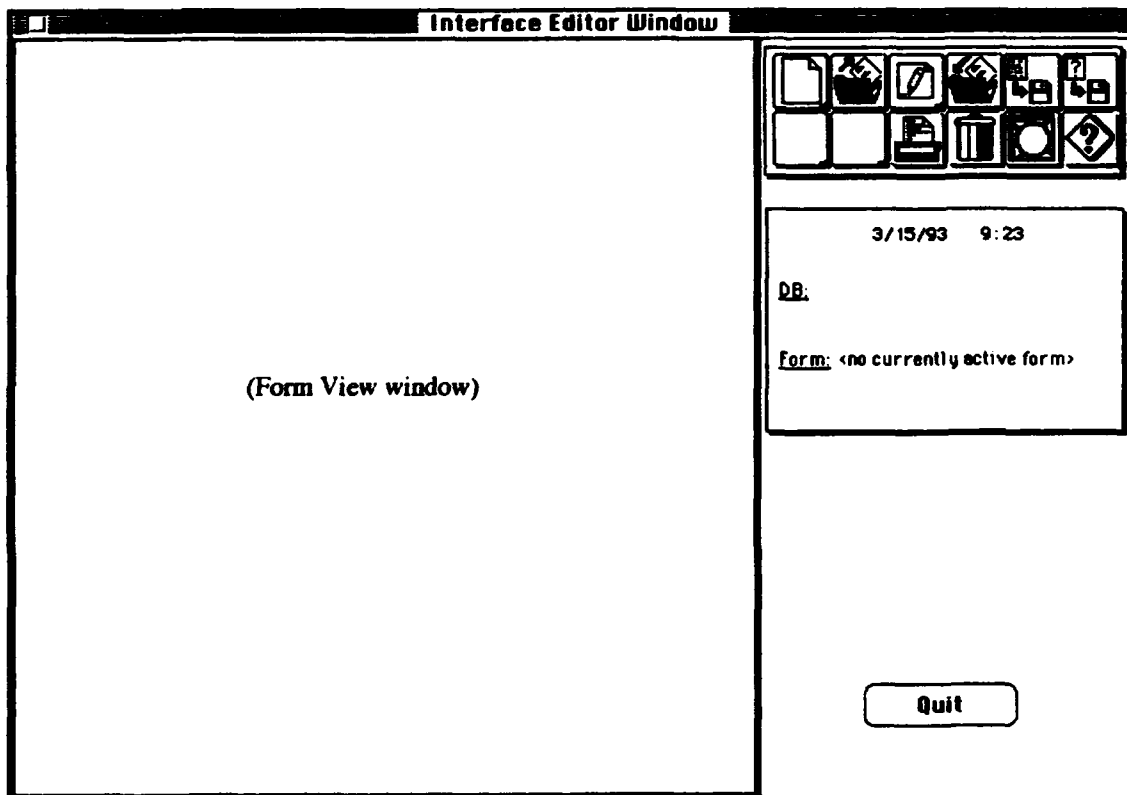 Interface Editor Window
?
?
3/15/93 9:23
DB:
Form: <no currently active form>
(Form View window)
Quit